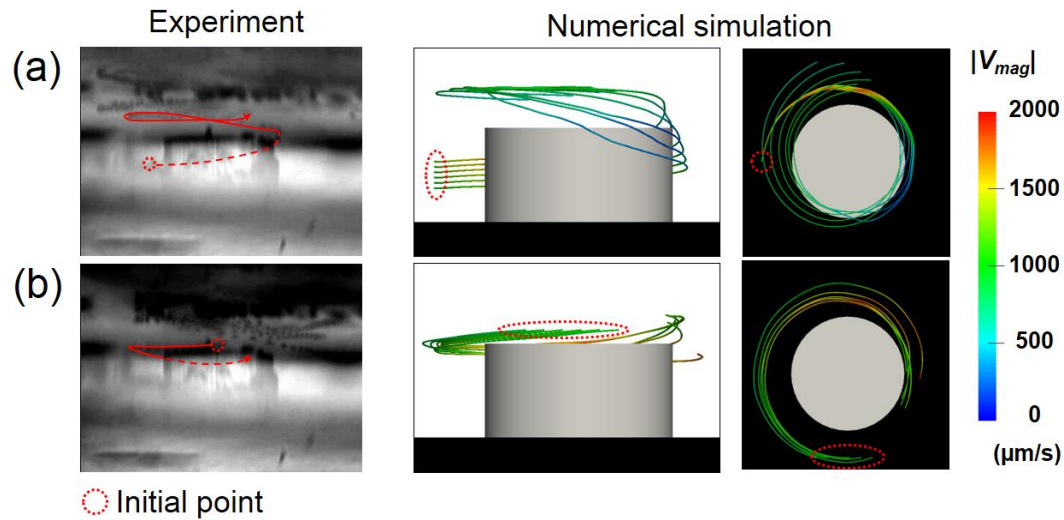 Experiment
Numerical simulation
(a)
|Vmag|
2000
1500
1000
500
0
(μm/s)
(b)
Initial point